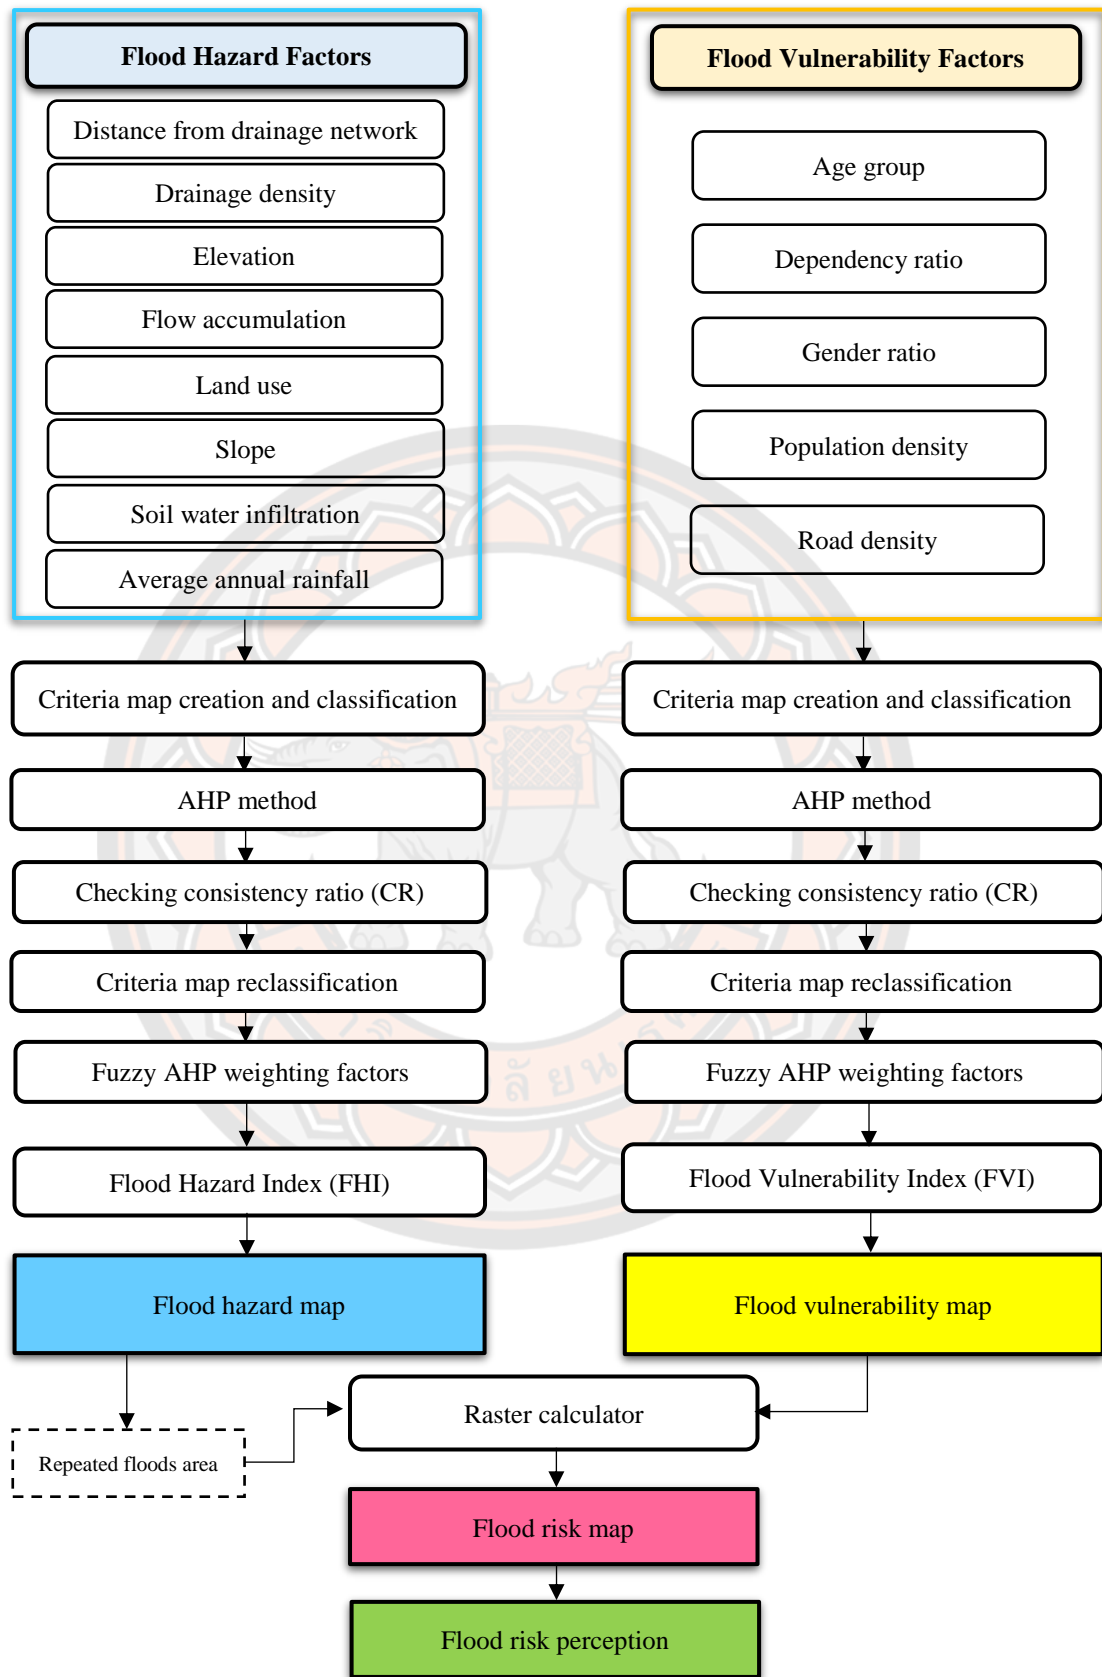 Flood Hazard Factors
Distance from drainage network
Drainage density
Elevation
Flow accumulation
Land use
Slope
Soil water infiltration
Average annual rainfall
Flood Vulnerability Factors
Age group
Dependency ratio
Gender ratio
Population density
Road density
Criteria map creation and classification
AHP method
Checking consistency ratio (CR)
Criteria map reclassification
Fuzzy AHP weighting factors
Flood Hazard Index (FHI)
Flood hazard map
Repeated floods area
Criteria map creation and classification
AHP method
Checking consistency ratio (CR)
Criteria map reclassification
Fuzzy AHP weighting factors
Flood Vulnerability Index (FVI)
Flood vulnerability map
Raster calculator
Flood risk map
Flood risk perception